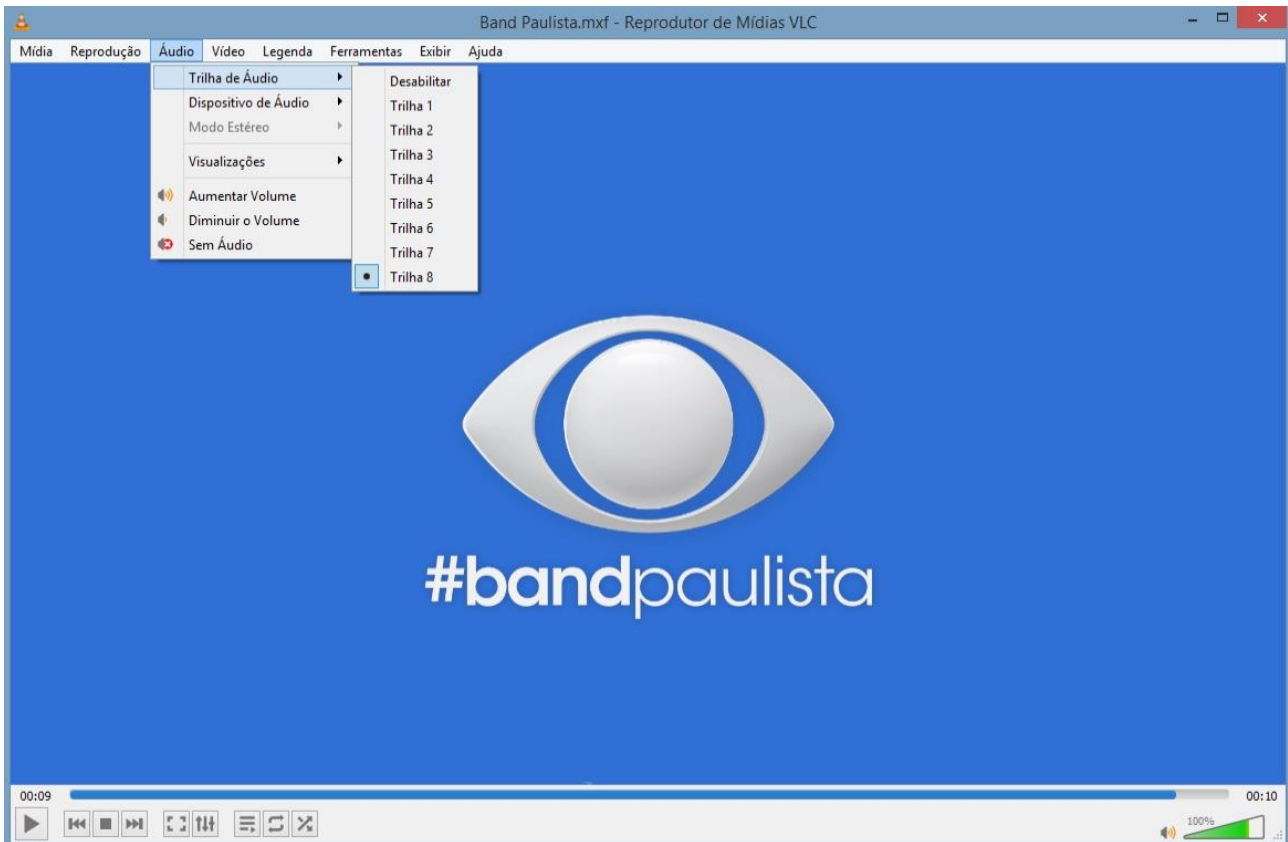 Band Paulista.mxf - Reprodutor de Mídias VLC
Mídia Reprodução Áudio Vídeo Legenda Ferramentas Exibir Ajuda
Trilha de Áudio
Dispositivo de Áudio
Modo Estéreo
Visualizações
Aumentar Volume
Diminuir o Volume
Sem Áudio
Desabilitar
Trilha 1
Trilha 2
Trilha 3
Trilha 4
Trilha 5
Trilha 6
Trilha 7
Trilha 8
#bandpaulista
00:09 00:10
100%